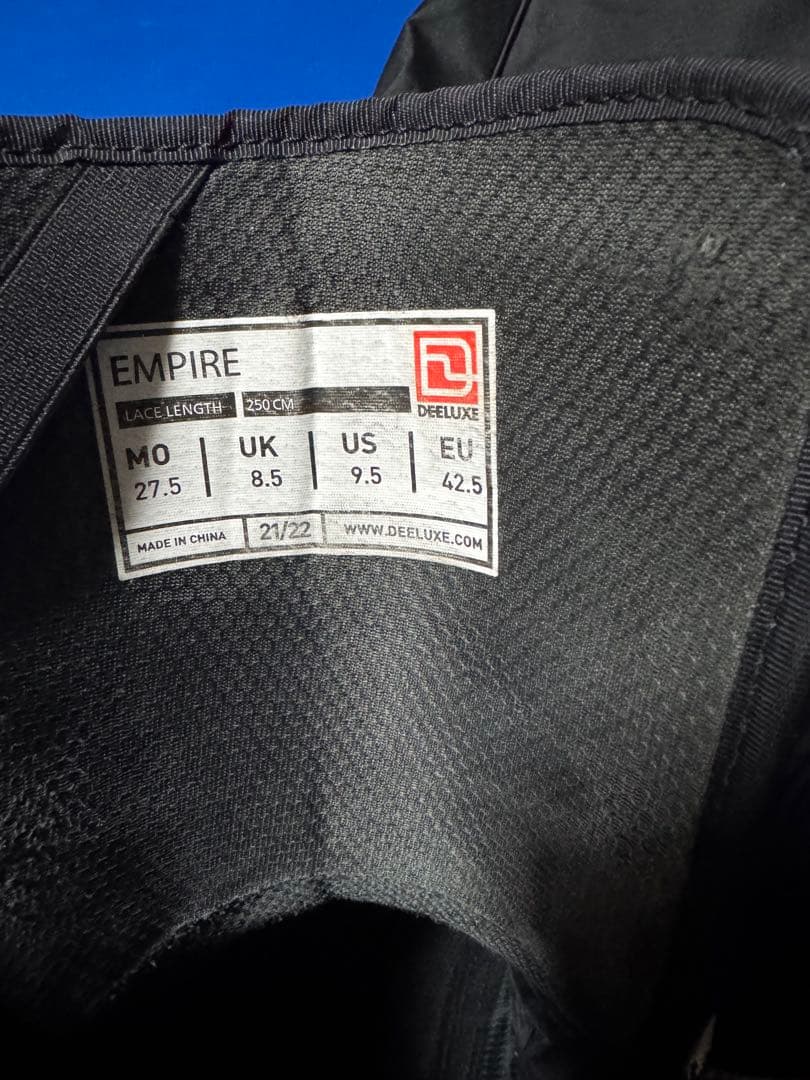 EMPIRE
DEELUXE
LACE LENGTH 250 CM
MO UK US EU
27.5 8.5 9.5 42.5
MADE IN CHINA 21/22 WWW.DEELUXE.COM